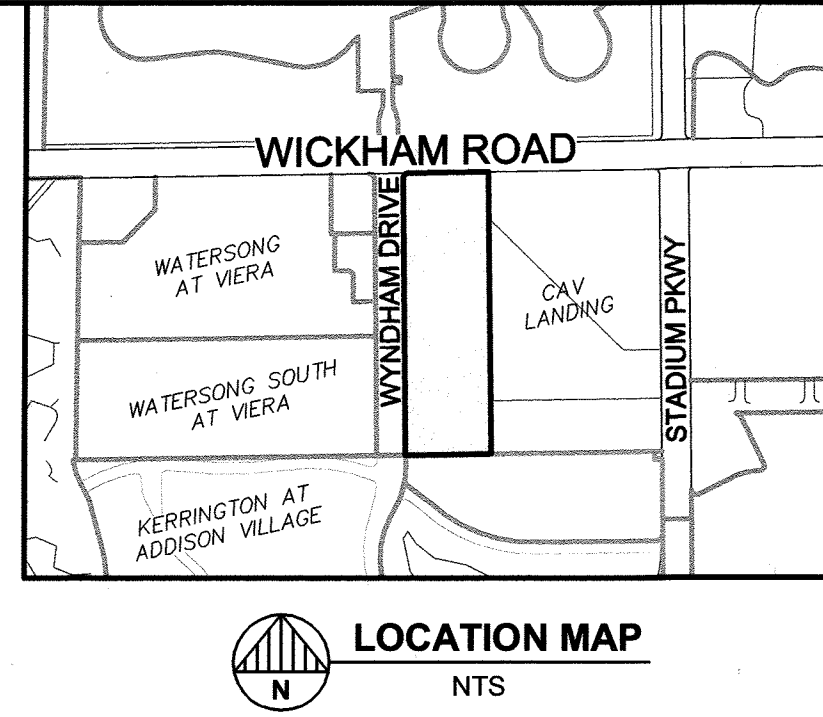 WICKHAM ROAD
WATERSONG
AT VIERA
WYNDHAM DRIVE
CAV
LANDING
STADIUM PKWY
WATERSONG SOUTH
AT VIERA
KERRINGTON AT
ADDISON VILLAGE
N
LOCATION MAP
NTS